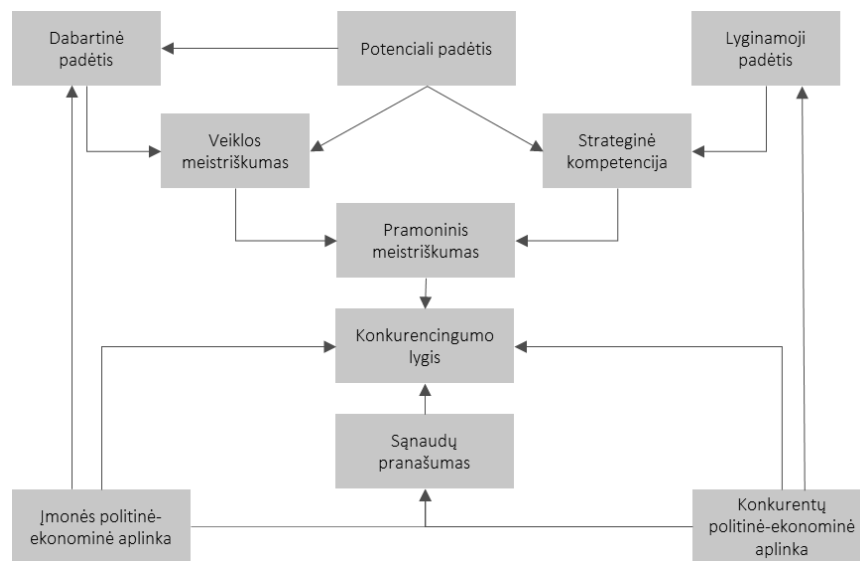 Dabartinė
padėtis
Potenciali padėtis
Lyginamoji
padėtis
Veiklos
meistriškumas
Strateginė
kompetencija
Pramoninis
meistriškumas
Konkurencingumo
lygis
Sąnaudų
pranašumas
Įmonės politinė-
ekonominė aplinka
Konkurentų
politinė-ekonominė
aplinka